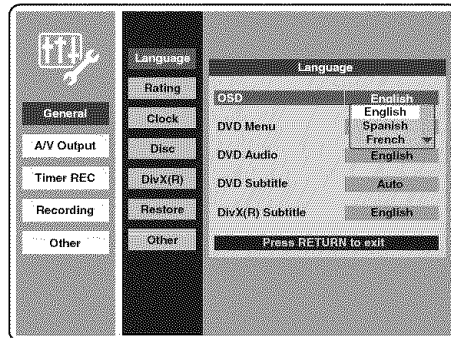 General
A/V Output
Timer REC
Recording
Other
Language
Rating
Clock
Disc
DivX(R)
Restore
Other
Language
OSD English
English
Spanish
French
DVD Menu
DVD Audio English
DVD Subtitle Auto
DivX(R) Subtitle English
Press RETURN to exit